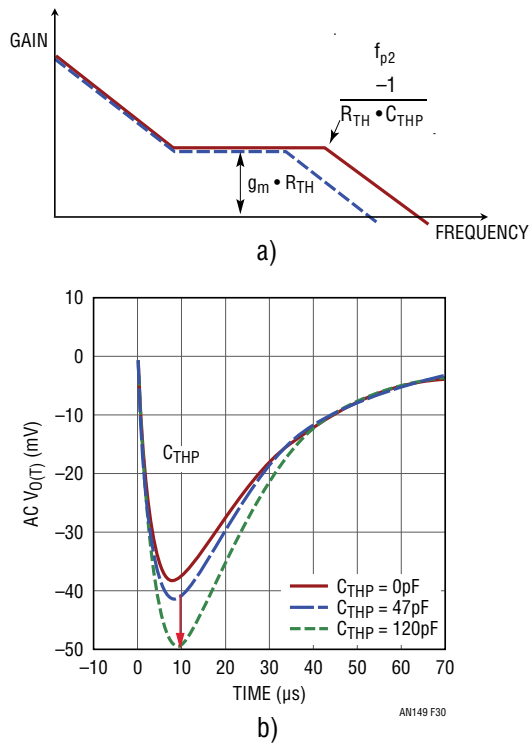 GAIN
fp2
–1
RTH • CTHP
gm • RTH
FREQUENCY
a)
10
0
–10
–20
–30
–40
–50
AC VO(T) (mV)
CTHP
CTHP = 0pF
CTHP = 47pF
CTHP = 120pF
–10 0 10 20 30 40 50 60 70
TIME (µs)
AN149 F30
b)